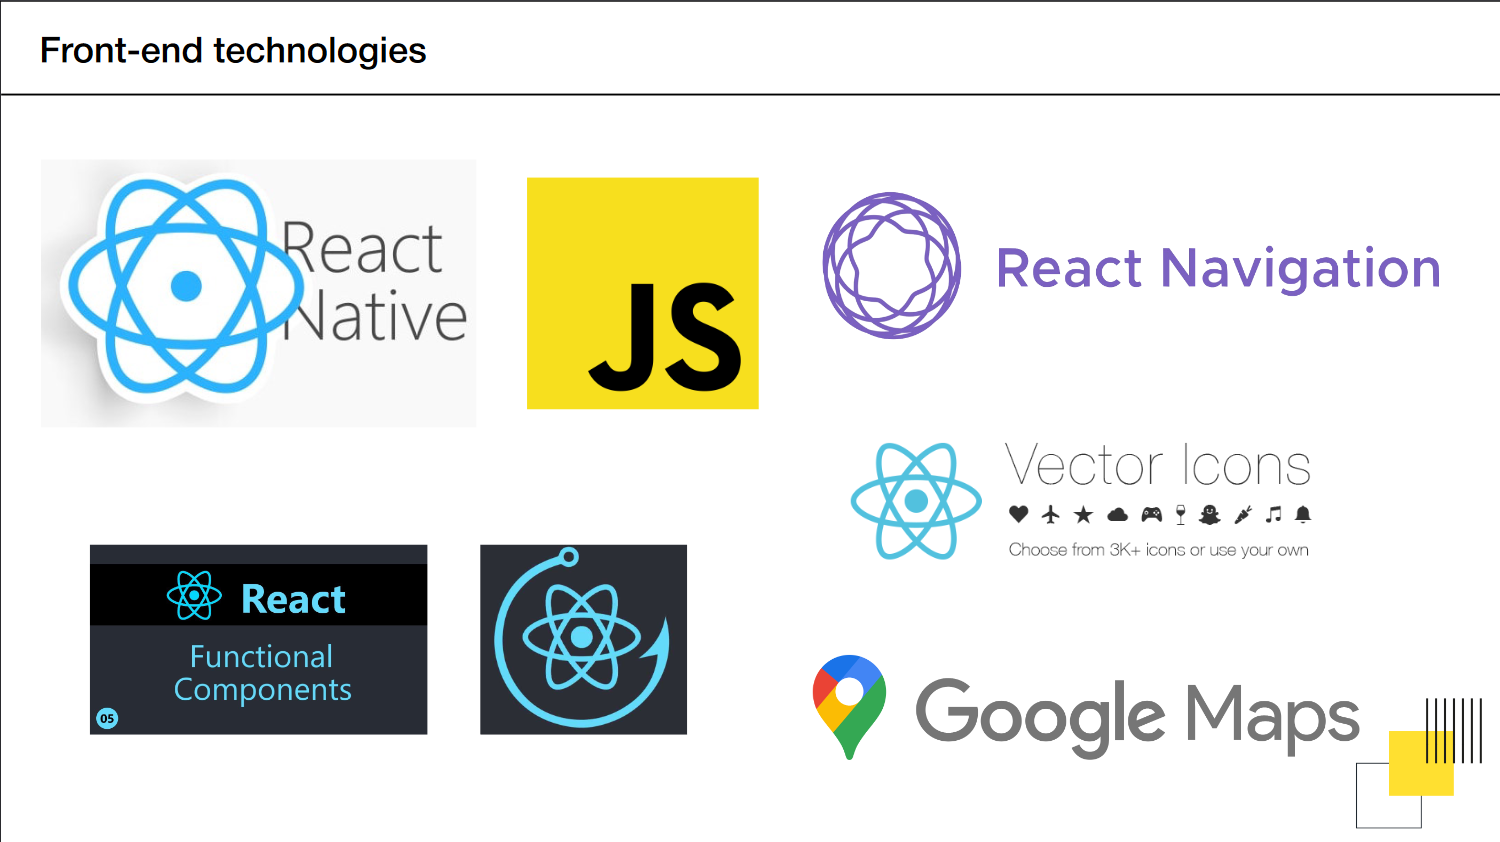 Front-end technologies
React
Native
JS
React Navigation
Vector Icons
Choose from 3K+ icons or use your own
React
Functional
Components
05
Google Maps